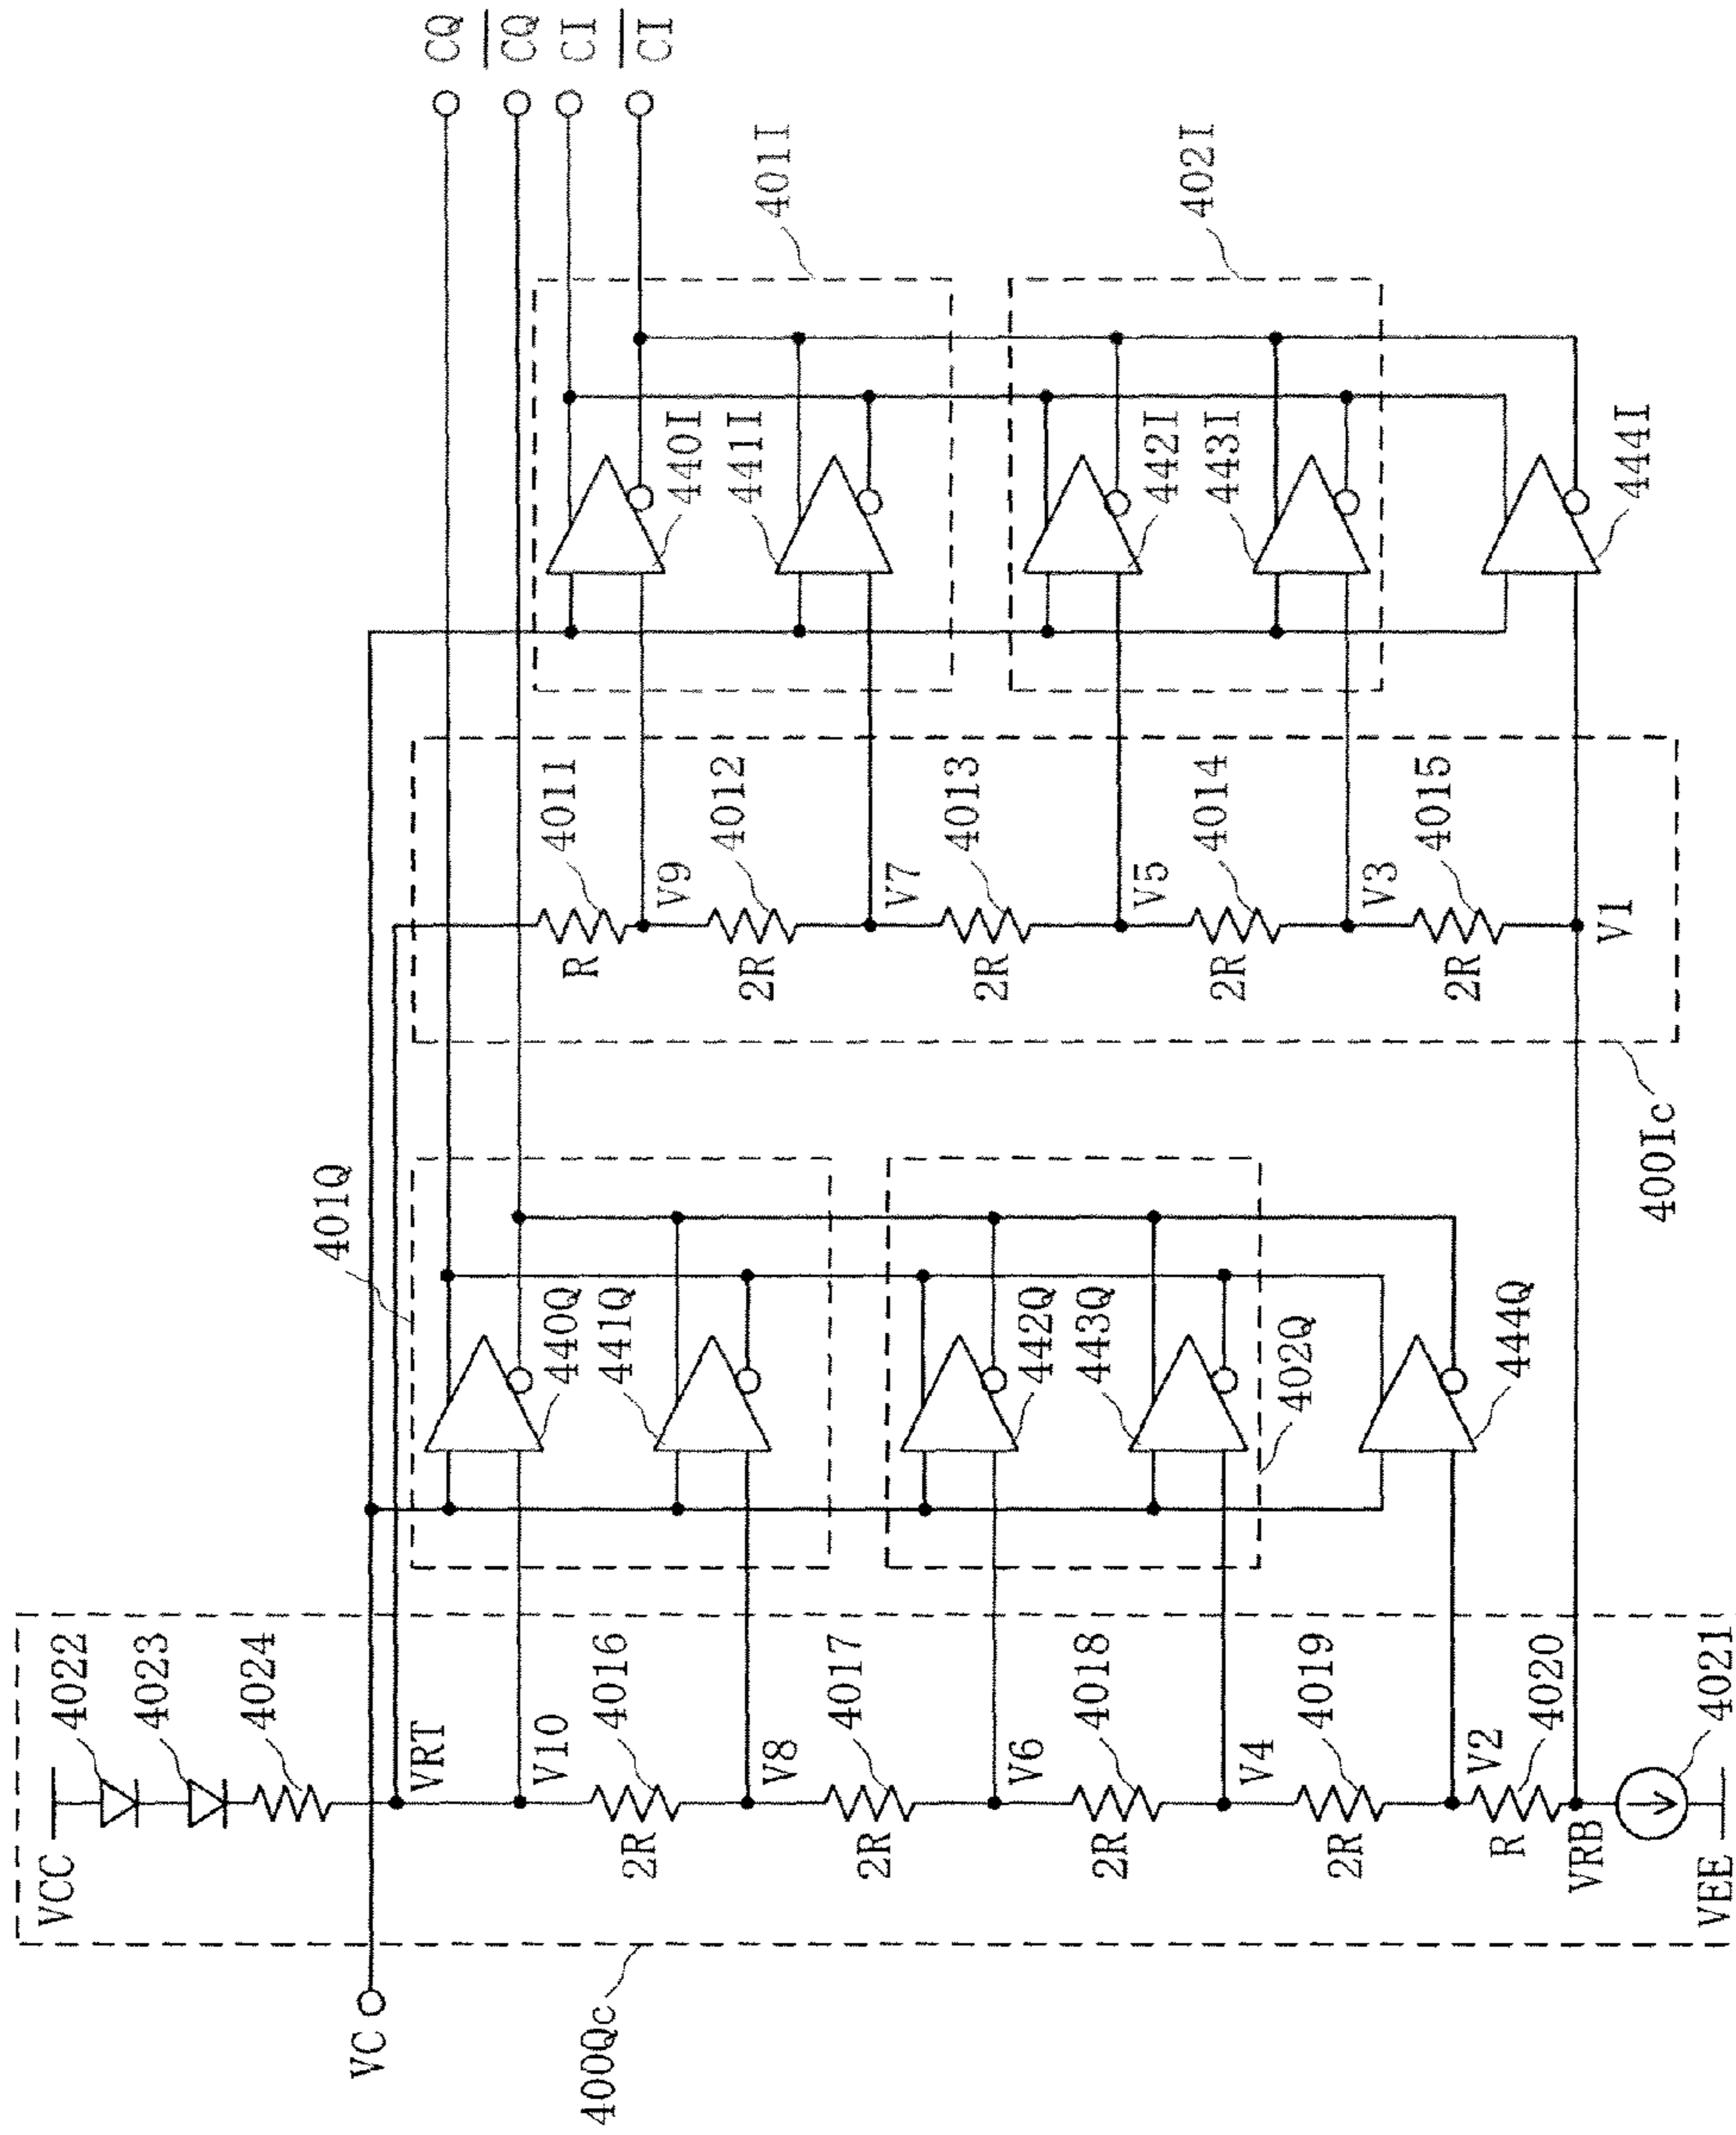 CQ
CQ
CI
CI
401I
402I
440I
441I
442I
443I
444I
4011
4012
4013
4014
4015
V9
V7
V5
V3
V1
R
2R
2R
2R
2R
400Ic
401Q
440Q
441Q
442Q
443Q
402Q
444Q
4022
4023
4024
4016
4017
4018
4019
4020
4021
VRT
V10
V8
V6
V4
V2
VCC
2R
2R
2R
2R
R
VRB
VEE
VC
400Qc